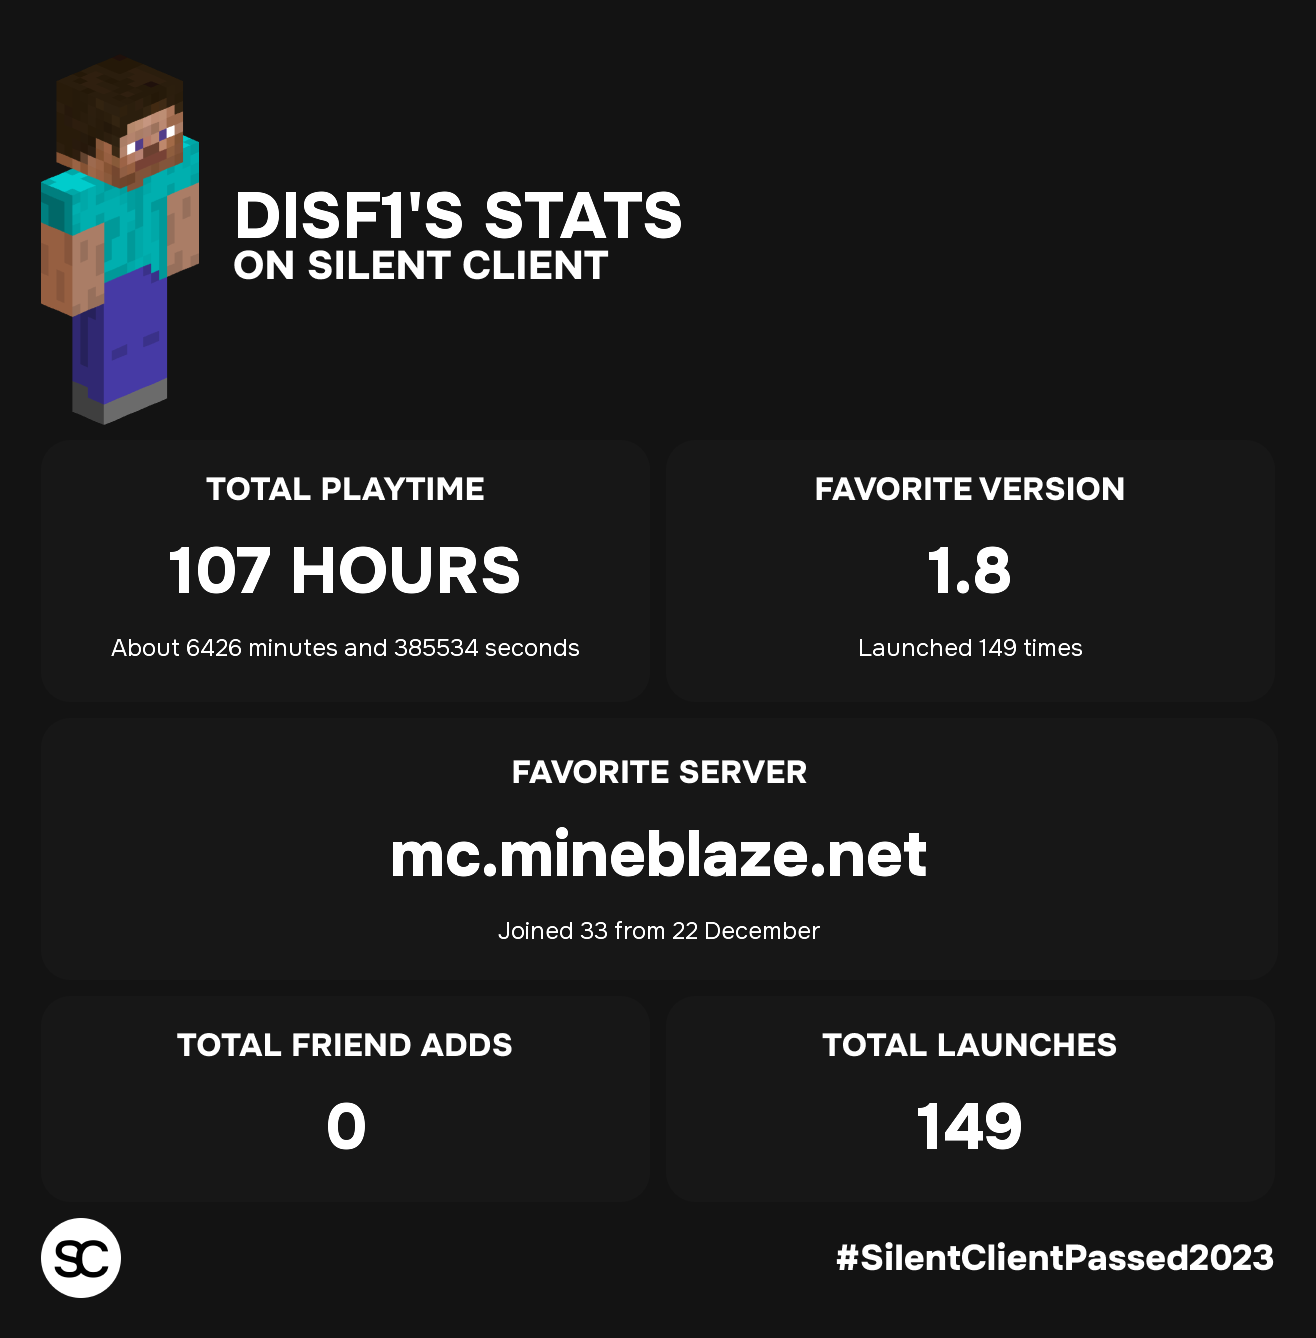 DISF1'S STATS
ON SILENT CLIENT
TOTAL PLAYTIME
107 HOURS
About 6426 minutes and 385534 seconds
FAVORITE VERSION
1.8
Launched 149 times
FAVORITE SERVER
mc.mineblaze.net
Joined 33 from 22 December
TOTAL FRIEND ADDS
0
TOTAL LAUNCHES
149
SC
#SilentClientPassed2023